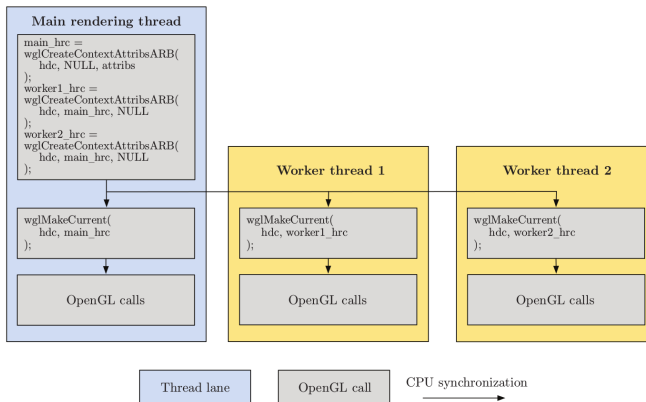 Main rendering thread
main_hrc =
wglCreateContextAttribsARB(
hdc, NULL, attribs
);
worker1_hrc =
wglCreateContextAttribsARB(
hdc, main_hrc, NULL
);
worker2_hrc =
wglCreateContextAttribsARB(
hdc, main_hrc, NULL
);
wglMakeCurrent(
hdc, main_hrc
);
OpenGL calls
Worker thread 1
wglMakeCurrent(
hdc, worker1_hrc
);
OpenGL calls
Worker thread 2
wglMakeCurrent(
hdc, worker2_hrc
);
OpenGL calls
Thread lane
OpenGL call
CPU synchronization